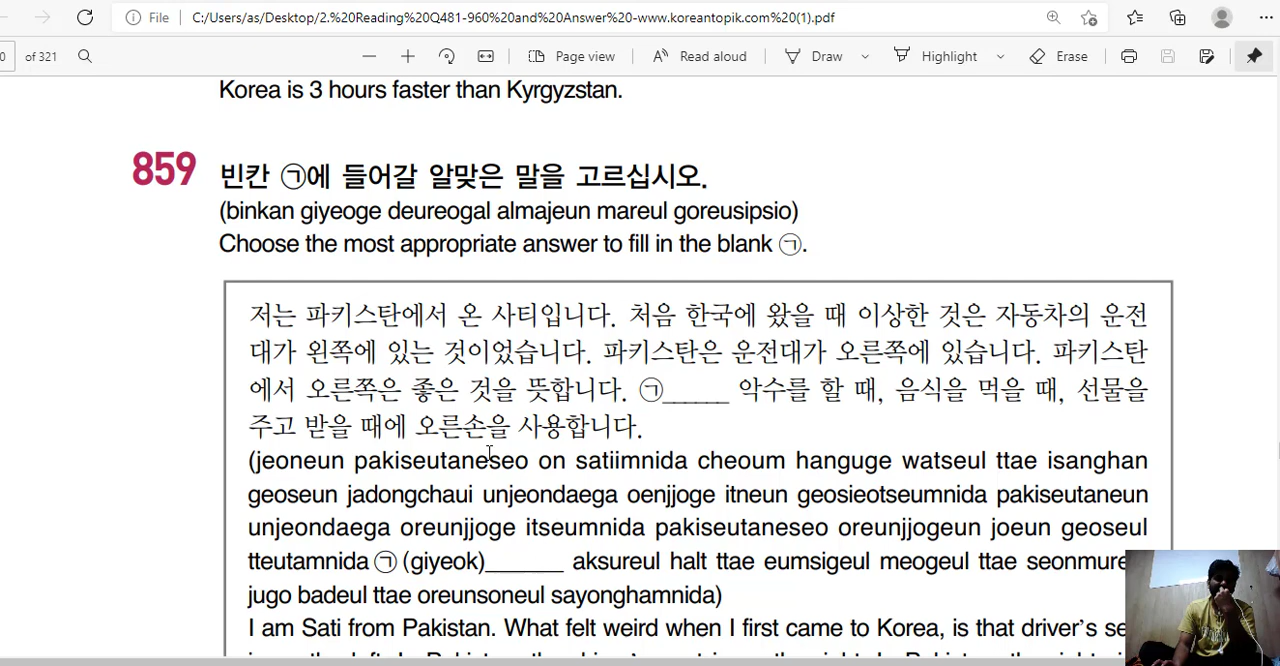 File C:/Users/as/Desktop/2.%20Reading%20Q481-960%20and%20Answer%20-www.koreantopik.com%20(1).pdf
0 of 321 Page view Read aloud Draw Highlight Erase
Korea is 3 hours faster than Kyrgyzstan.
859 빈칸 ㉠에 들어갈 알맞은 말을 고르십시오.
(binkan giyeoge deureogal almajeun mareul goreusipsio)
Choose the most appropriate answer to fill in the blank ㉠.
저는 파키스탄에서 온 사티입니다. 처음 한국에 왔을 때 이상한 것은 자동차의 운전
대가 왼쪽에 있는 것이었습니다. 파키스탄은 운전대가 오른쪽에 있습니다. 파키스탄
에서 오른쪽은 좋은 것을 뜻합니다. ㉠______ 악수를 할 때, 음식을 먹을 때, 선물을
주고 받을 때에 오른손을 사용합니다.
(jeoneun pakiseutaneseo on satiimnida cheoum hanguge watseul ttae isanghan
geoseun jadongchaui unjeondaega oenjjoge itneun geosieotseumnida pakiseutaneun
unjeondaega oreunjjoge itseumnida pakiseutaneseo oreunjjogeun joeun geoseul
tteutamnida ㉠ (giyeok)_______ aksureul halt ttae eumsigeul meogeul ttae seonmure
jugo badeul ttae oreunsoneul sayonghamnida)
I am Sati from Pakistan. What felt weird when I first came to Korea, is that driver's se